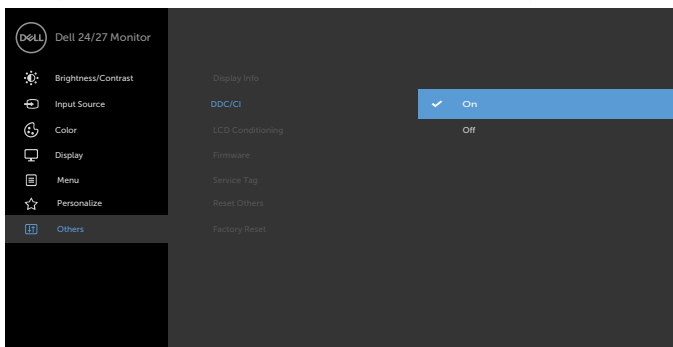 DELL Dell 24/27 Monitor
Brightness/Contrast
Display Info
Input Source
DDC/CI
On
Color
LCD Conditioning
Off
Display
Firmware
Menu
Service Tag
Personalize
Reset Others
Others
Factory Reset